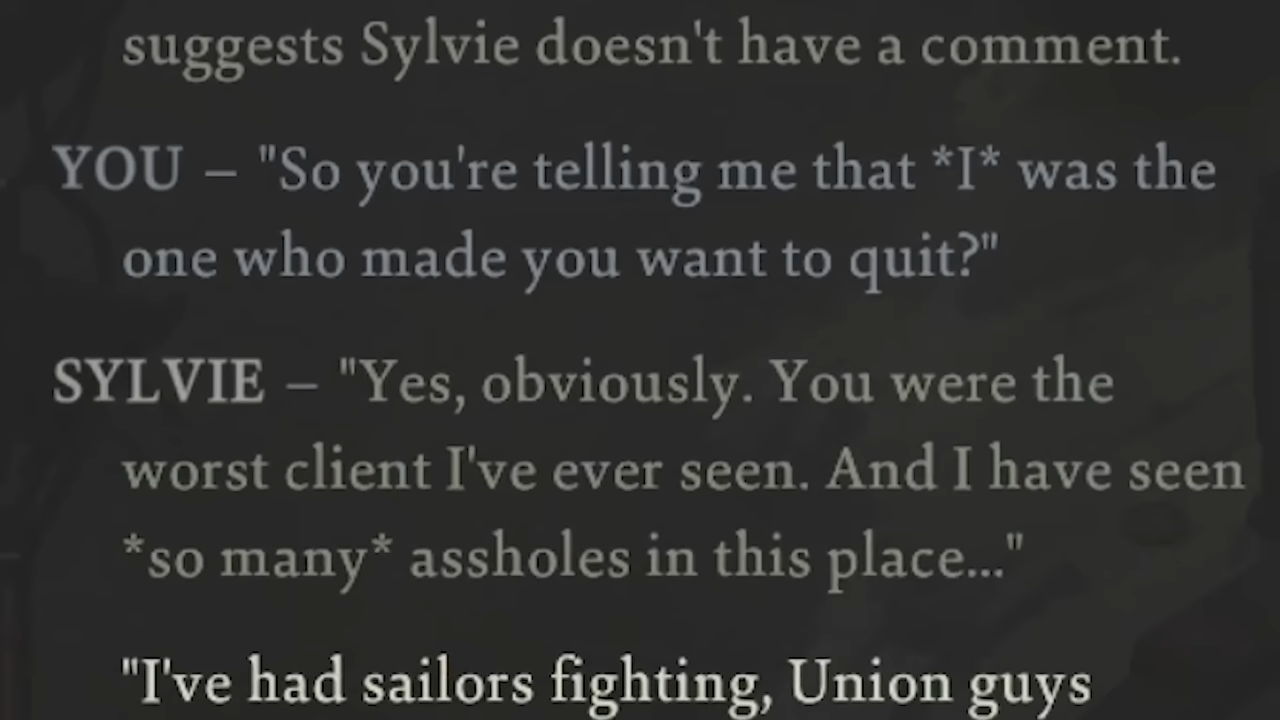 suggests Sylvie doesn't have a comment.
YOU – "So you're telling me that *I* was the
one who made you want to quit?"
SYLVIE – "Yes, obviously. You were the
worst client I've ever seen. And I have seen
*so many* assholes in this place..."
"I've had sailors fighting, Union guys